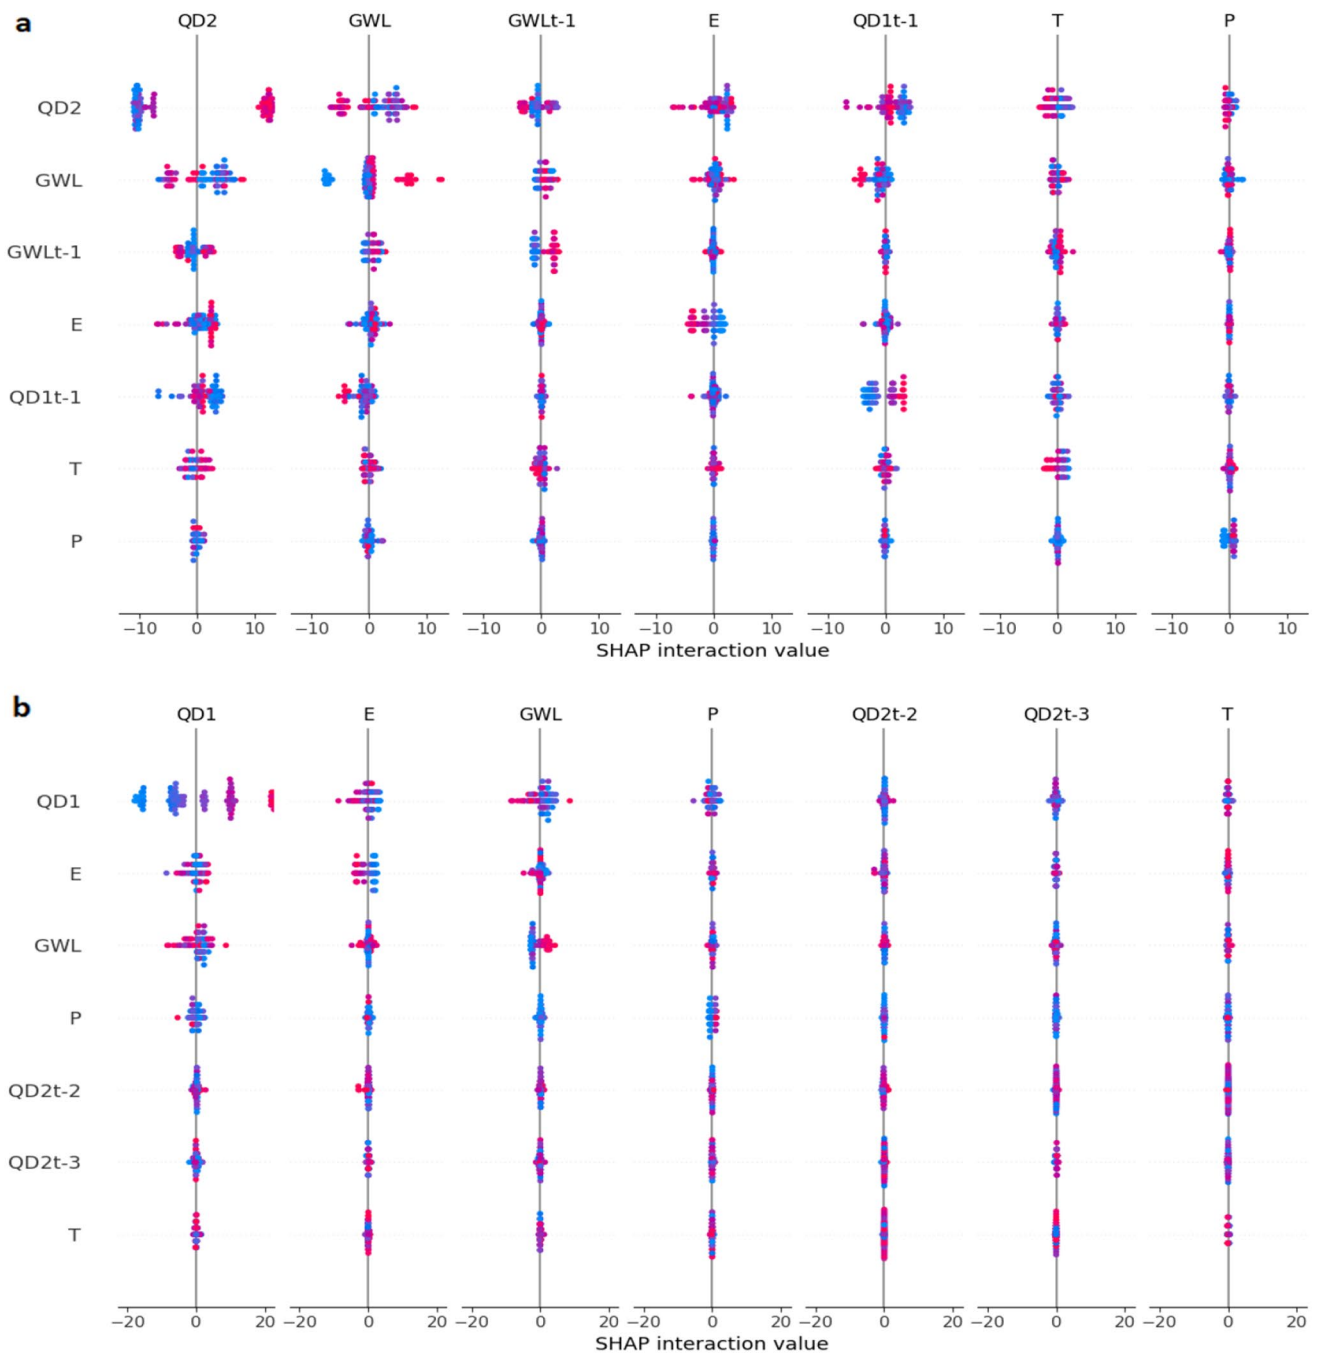 a
QD2 GWL GWLt-1 E QD1t-1 T P
QD2
GWL
GWLt-1
E
QD1t-1
T
P
−10 0 10 −10 0 10 −10 0 10 −10 0 10 −10 0 10 −10 0 10 −10 0 10
SHAP interaction value
b
QD1 E GWL P QD2t-2 QD2t-3 T
QD1
E
GWL
P
QD2t-2
QD2t-3
T
−20 0 20 −20 0 20 −20 0 20 −20 0 20 −20 0 20 −20 0 20 −20 0 20
SHAP interaction value